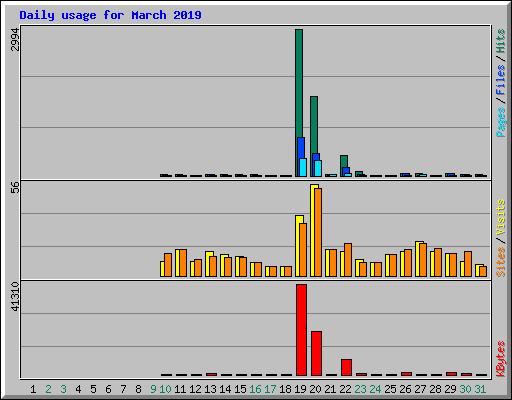 Daily usage for March 2019
2994
56
41310
Pages / Files / Hits
Sites / Visits
KBytes
1 2 3 4 5 6 7 8 9 10 11 12 13 14 15 16 17 18 19 20 21 22 23 24 25 26 27 28 29 30 31